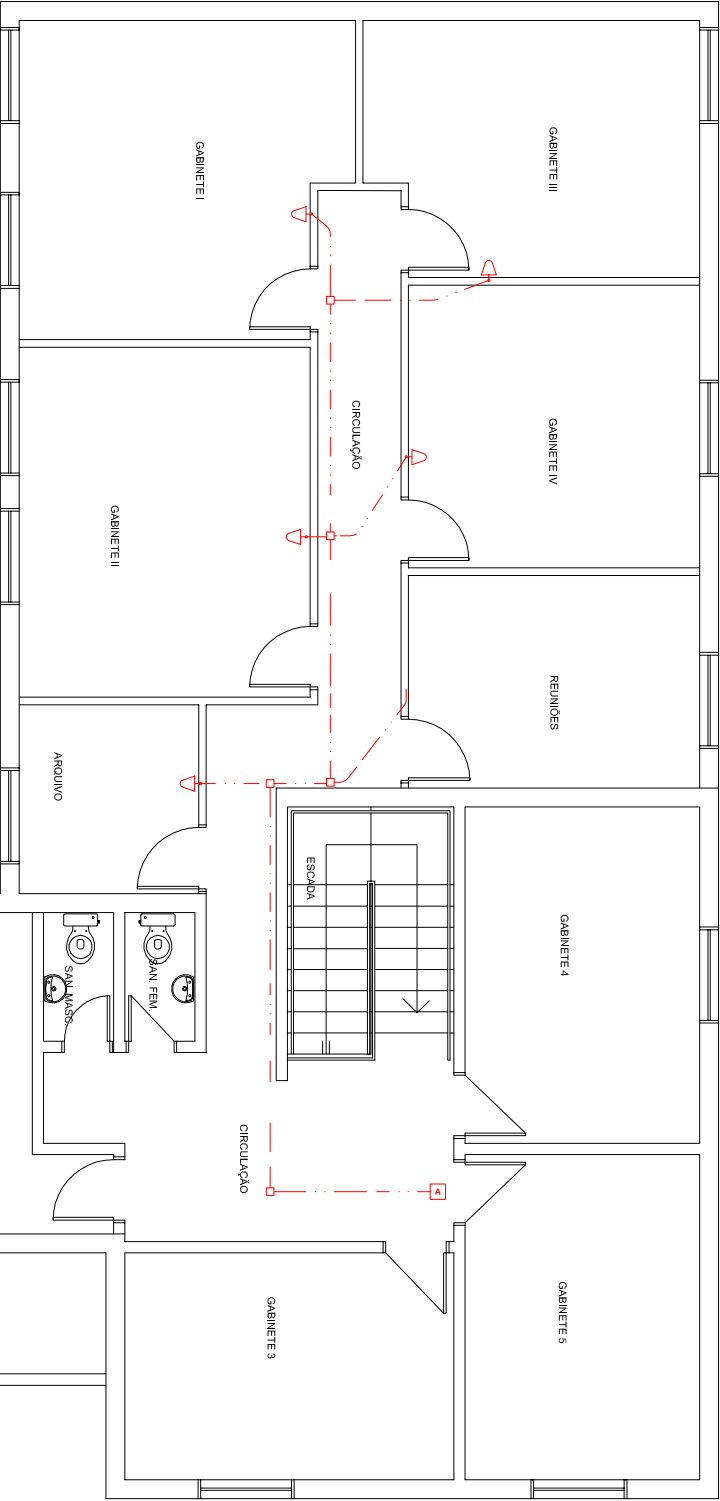 GABINETE I
GABINETE III
CIRCULAÇÃO
GABINETE IV
GABINETE II
REUNIÕES
ARQUIVO
ESCADA
GABINETE 4
SAN. MASC.
SAN. FEM.
CIRCULAÇÃO
A
GABINETE 3
GABINETE 5